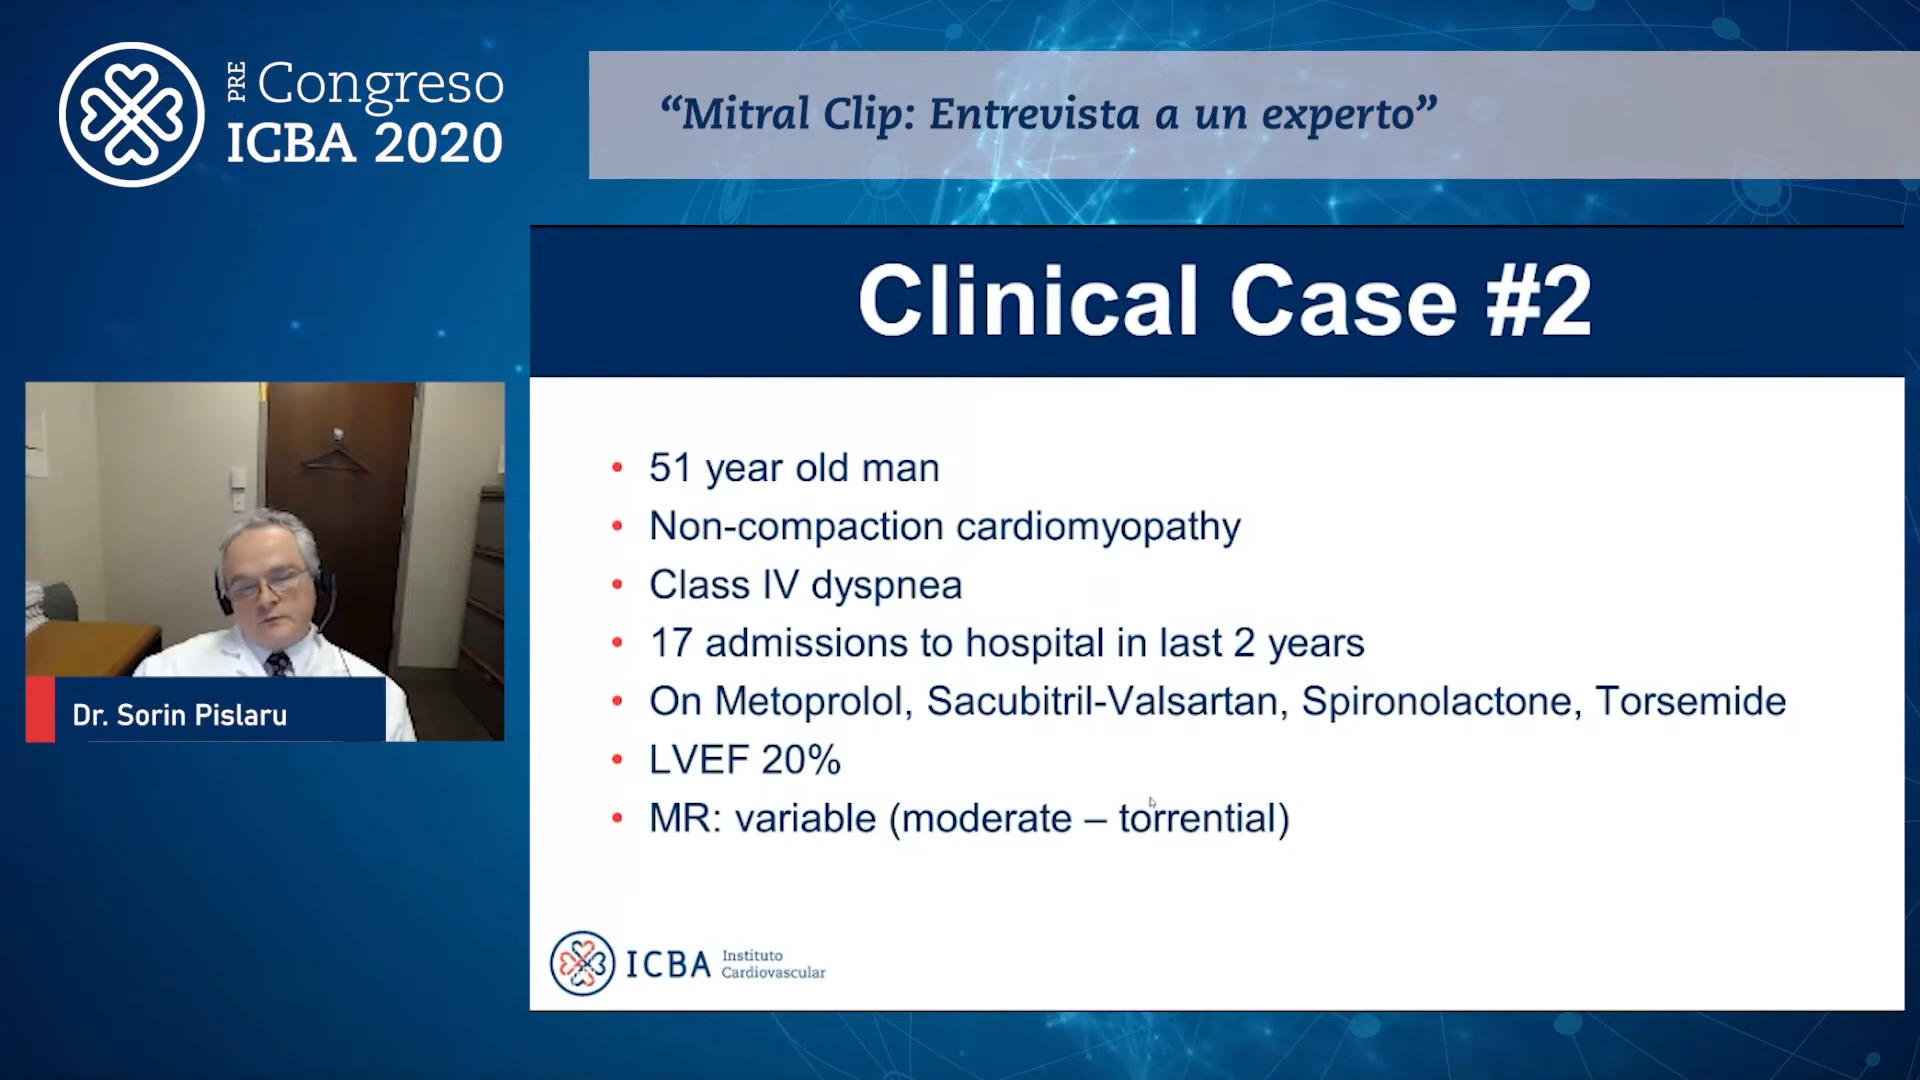 PRE Congreso
ICBA 2020
“Mitral Clip: Entrevista a un experto”
Clinical Case #2
• 51 year old man
• Non-compaction cardiomyopathy
• Class IV dyspnea
• 17 admissions to hospital in last 2 years
• On Metoprolol, Sacubitril-Valsartan, Spironolactone, Torsemide
• LVEF 20%
• MR: variable (moderate – torrential)
Dr. Sorin Pislaru
ICBA Instituto
Cardiovascular